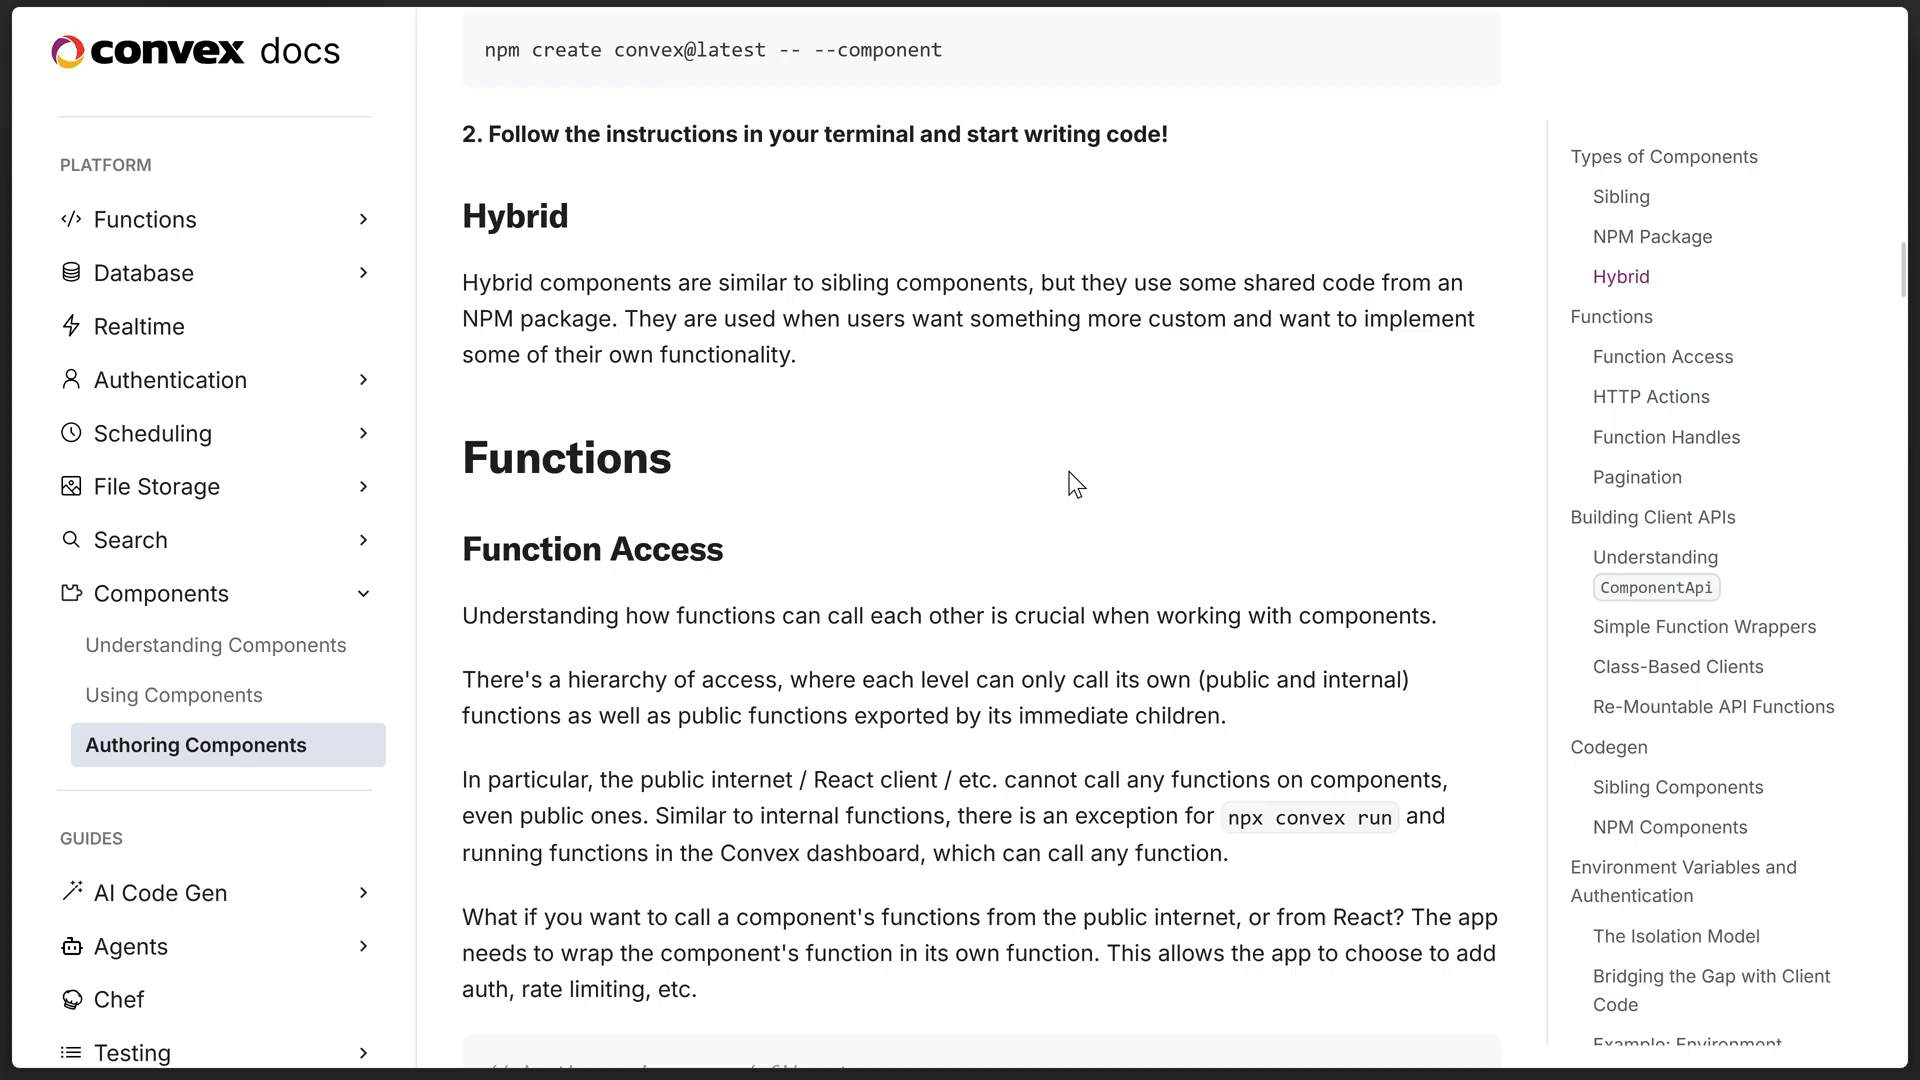 convex docs
PLATFORM
Functions
Database
Realtime
Authentication
Scheduling
File Storage
Search
Components
Understanding Components
Using Components
Authoring Components
GUIDES
AI Code Gen
Agents
Chef
Testing
npm create convex@latest -- --component
2. Follow the instructions in your terminal and start writing code!
Hybrid
Hybrid components are similar to sibling components, but they use some shared code from an
NPM package. They are used when users want something more custom and want to implement
some of their own functionality.
Functions
Function Access
Understanding how functions can call each other is crucial when working with components.
There's a hierarchy of access, where each level can only call its own (public and internal)
functions as well as public functions exported by its immediate children.
In particular, the public internet / React client / etc. cannot call any functions on components,
even public ones. Similar to internal functions, there is an exception for npx convex run and
running functions in the Convex dashboard, which can call any function.
What if you want to call a component's functions from the public internet, or from React? The app
needs to wrap the component's function in its own function. This allows the app to choose to add
auth, rate limiting, etc.
Types of Components
Sibling
NPM Package
Hybrid
Functions
Function Access
HTTP Actions
Function Handles
Pagination
Building Client APIs
Understanding
ComponentApi
Simple Function Wrappers
Class-Based Clients
Re-Mountable API Functions
Codegen
Sibling Components
NPM Components
Environment Variables and
Authentication
The Isolation Model
Bridging the Gap with Client
Code
Example: Environment